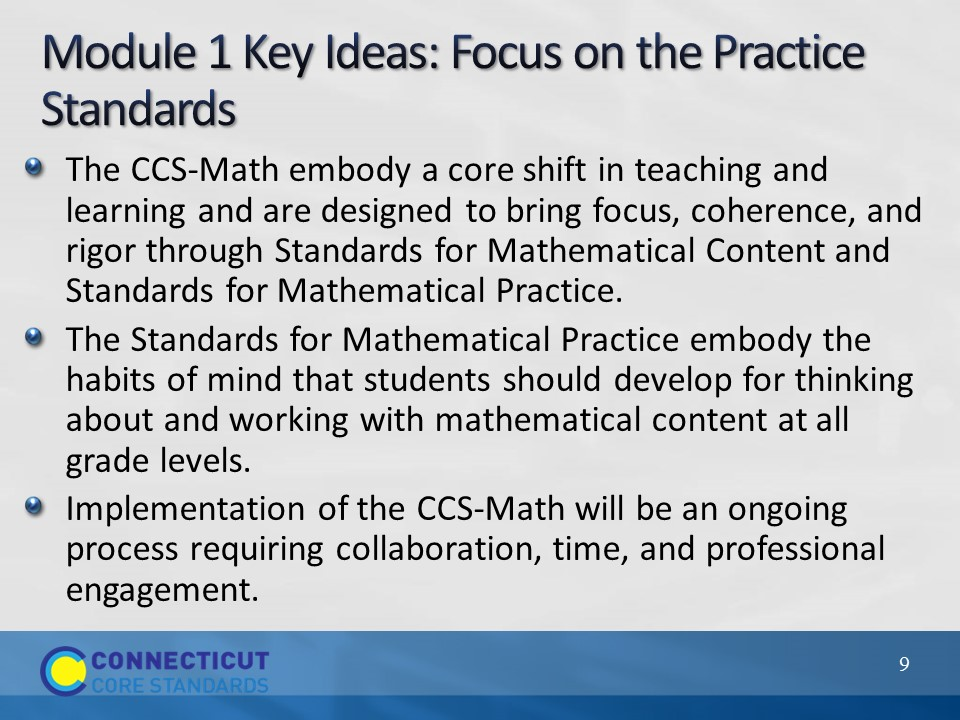 Module 1 Key Ideas: Focus on the Practice
Standards
The CCS-Math embody a core shift in teaching and
learning and are designed to bring focus, coherence, and
rigor through Standards for Mathematical Content and
Standards for Mathematical Practice.
The Standards for Mathematical Practice embody the
habits of mind that students should develop for thinking
about and working with mathematical content at all
grade levels.
Implementation of the CCS-Math will be an ongoing
process requiring collaboration, time, and professional
engagement.
CONNECTICUT
CORE STANDARDS
9